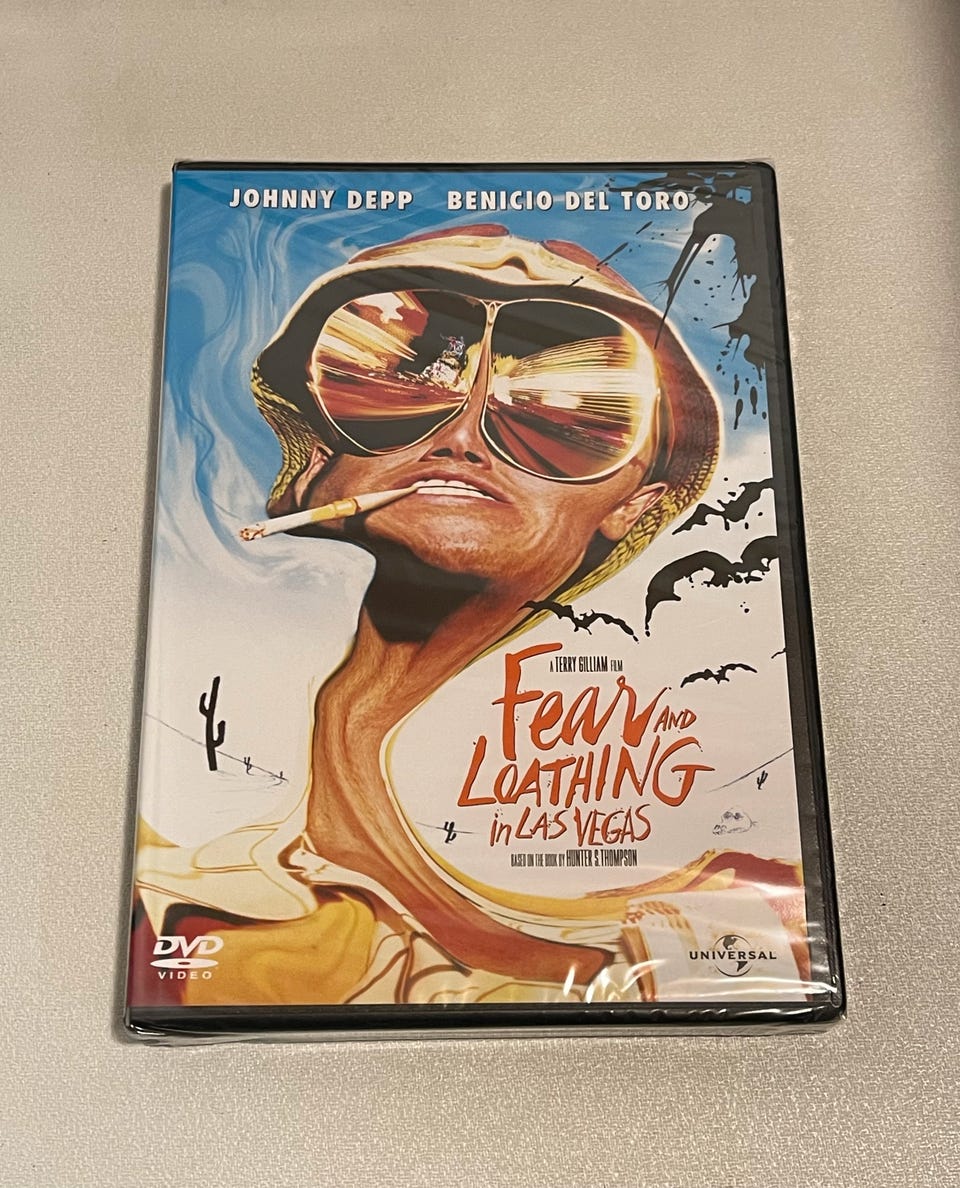 JOHNNY DEPP BENICIO DEL TORO
A TERRY GILLIAM FILM
Fear AND
LOATHING
in LAS VEGAS
BASED ON THE BOOK BY HUNTER S. THOMPSON
DVD
VIDEO
UNIVERSAL